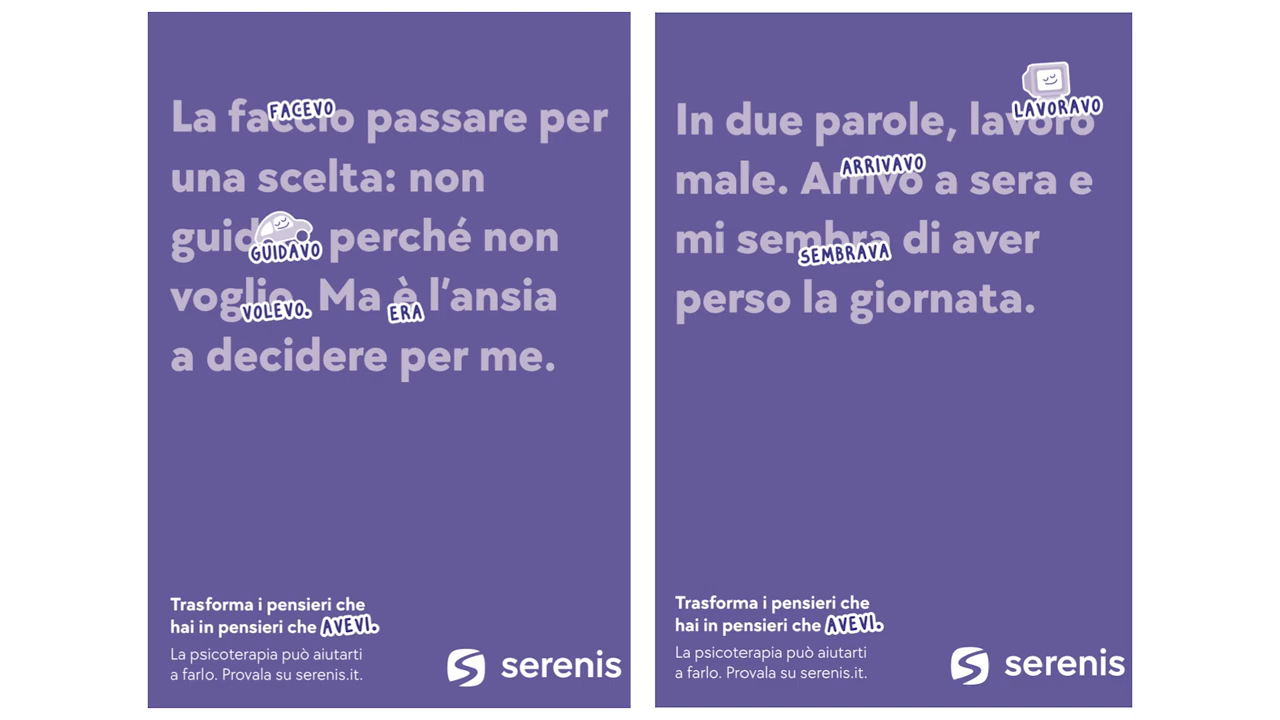 La faccio FACEVO passare per
una scelta: non
guido GUIDAVO perché non
voglio. VOLEVO. Ma è ERA l'ansia
a decidere per me.
Trasforma i pensieri che
hai in pensieri che AVEVI.
La psicoterapia può aiutarti
a farlo. Provala su serenis.it.
serenis
In due parole, lavoro LAVORAVO
male. Arrivo ARRIVAVO a sera e
mi sembra SEMBRAVA di aver
perso la giornata.
Trasforma i pensieri che
hai in pensieri che AVEVI.
La psicoterapia può aiutarti
a farlo. Provala su serenis.it.
serenis